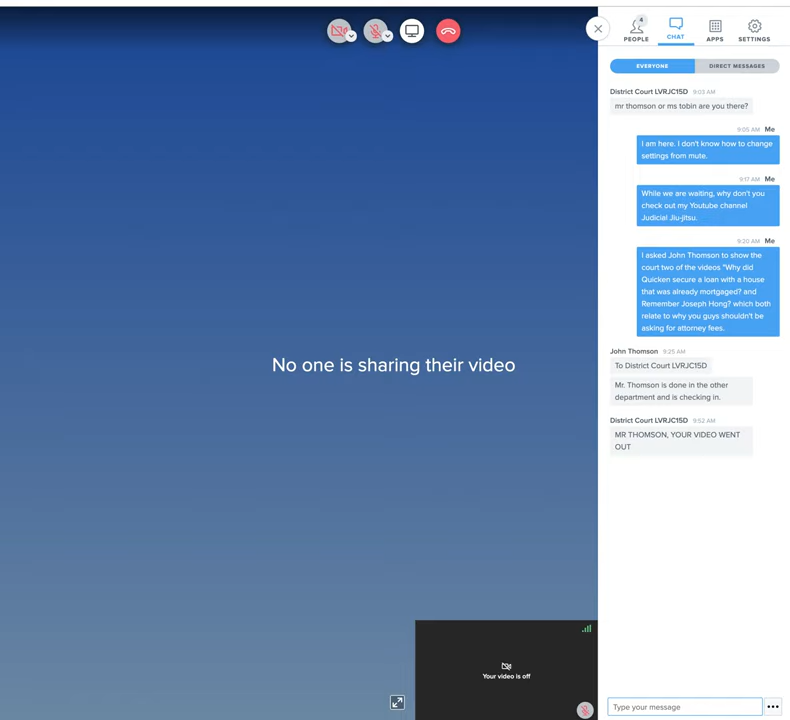 4
PEOPLE
CHAT
APPS
SETTINGS
EVERYONE
DIRECT MESSAGES
District Court LVRJC15D 9:03 AM
mr thomson or ms tobin are you there?
9:05 AM Me
I am here. I don't know how to change
settings from mute.
9:17 AM Me
While we are waiting, why don't you
check out my Youtube channel
Judicial Jiu-jitsu.
9:20 AM Me
I asked John Thomson to show the
court two of the videos "Why did
Quicken secure a loan with a house
that was already mortgaged? and
Remember Joseph Hong? which both
relate to why you guys shouldn't be
asking for attorney fees.
John Thomson 9:25 AM
To District Court LVRJC15D
Mr. Thomson is done in the other
department and is checking in.
District Court LVRJC15D 9:52 AM
MR THOMSON, YOUR VIDEO WENT
OUT
No one is sharing their video
Your video is off
Type your message